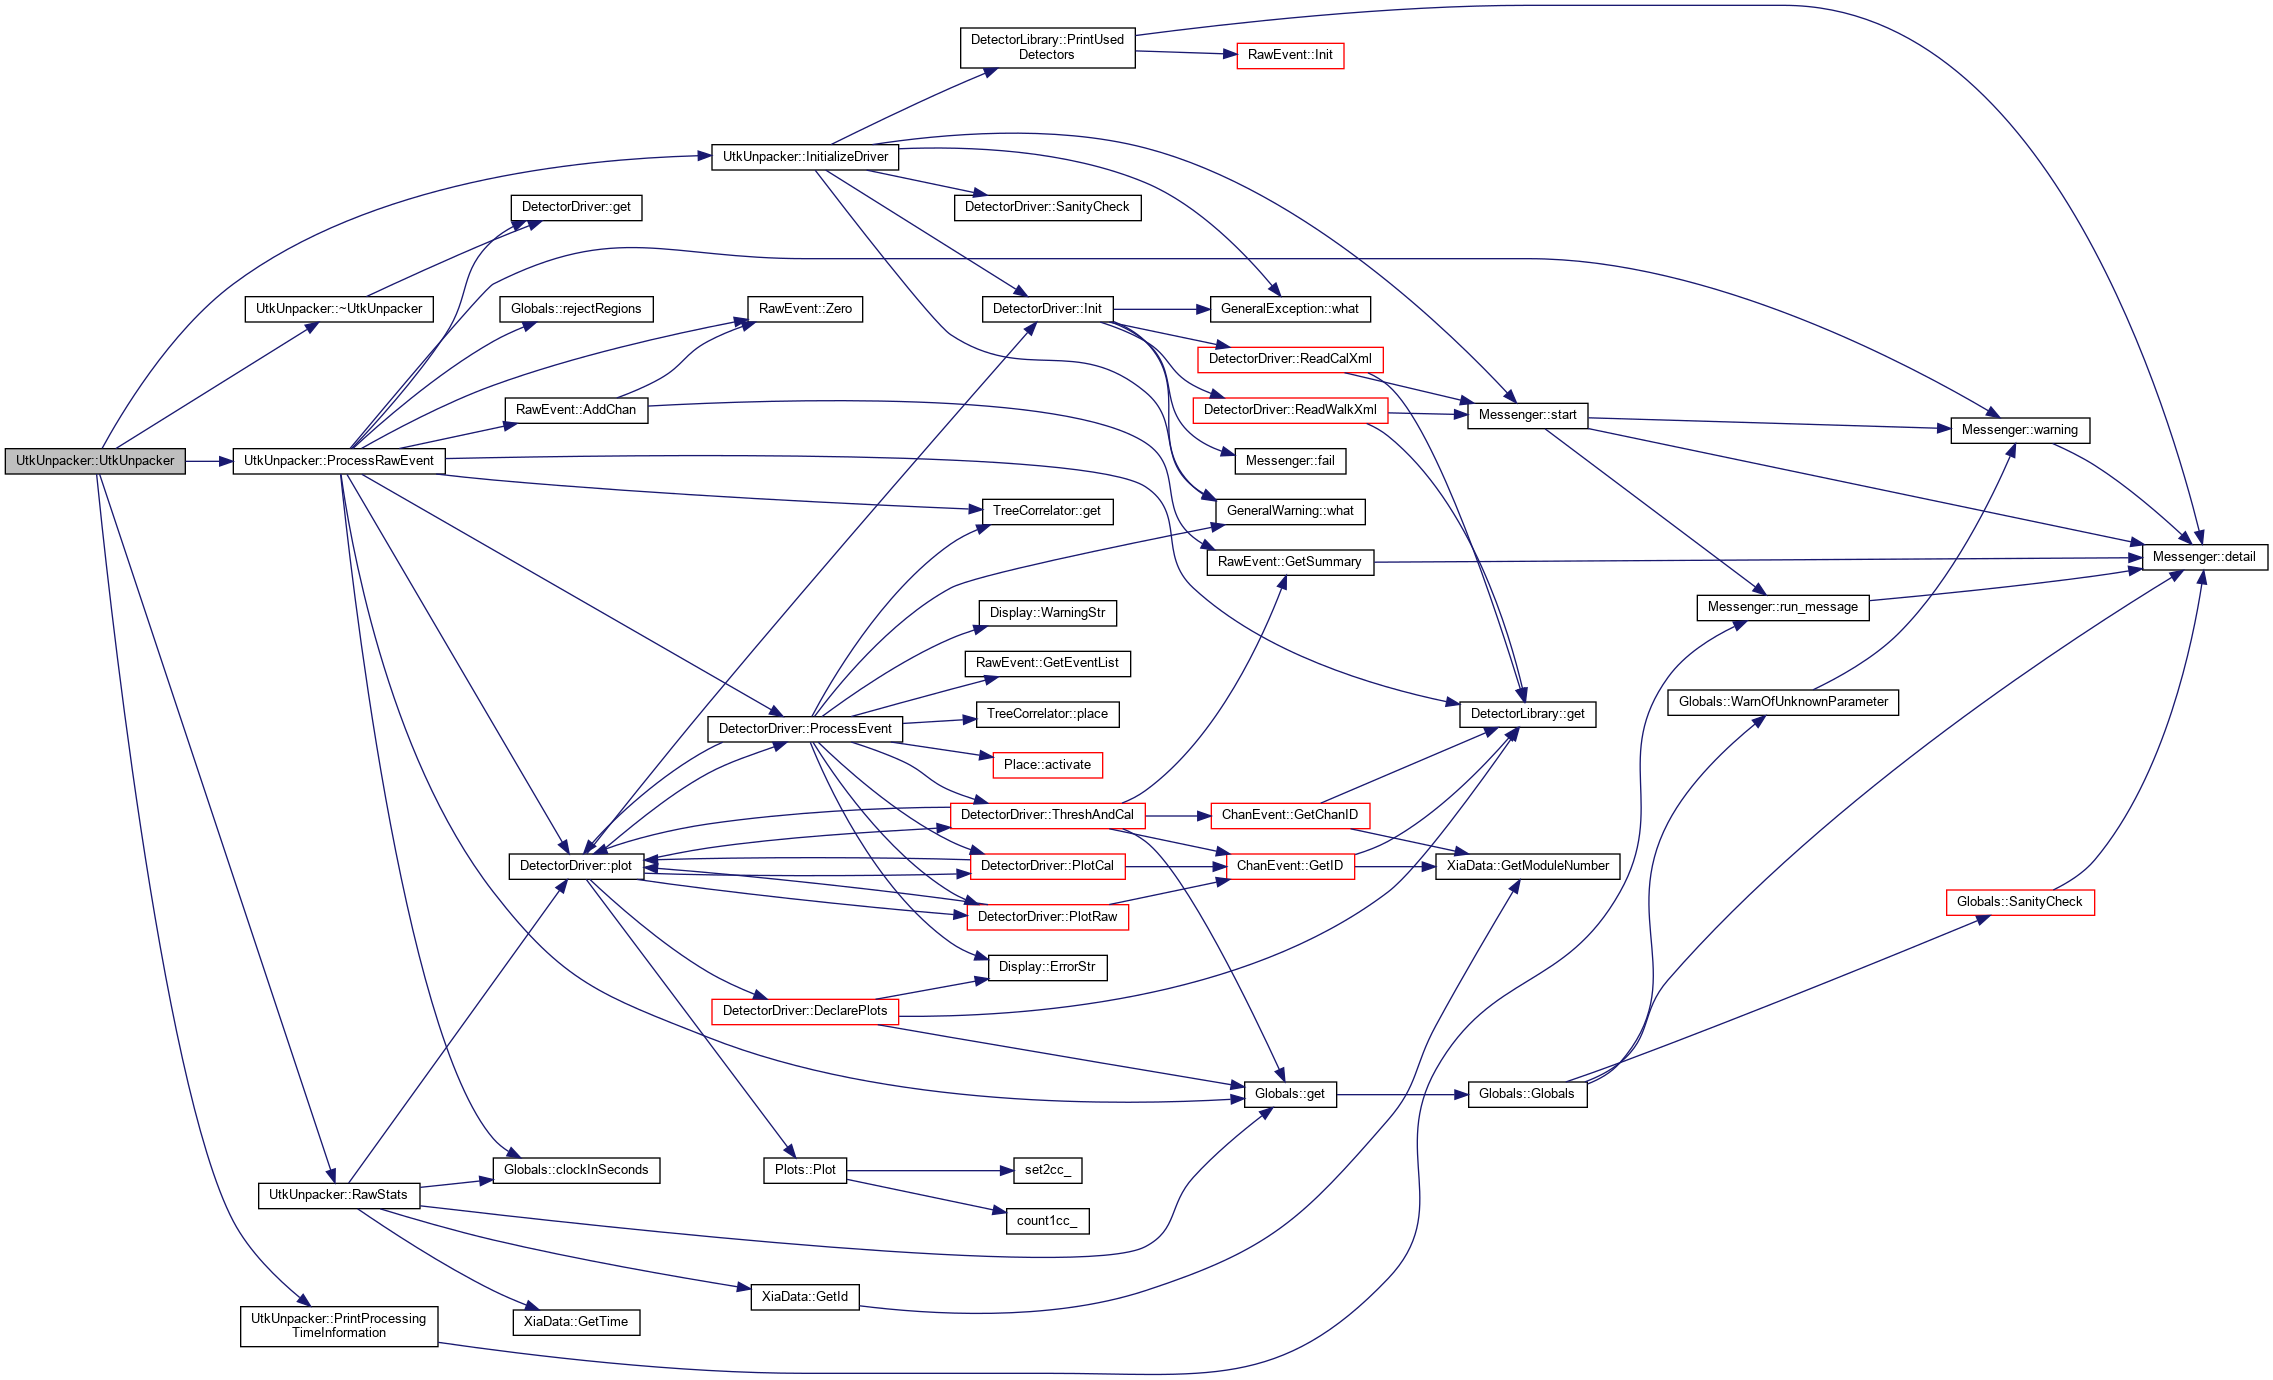 DetectorLibrary::PrintUsed
Detectors
RawEvent::Init
UtkUnpacker::InitializeDriver
DetectorDriver::get
DetectorDriver::SanityCheck
UtkUnpacker::~UtkUnpacker
Globals::rejectRegions
RawEvent::Zero
DetectorDriver::Init
GeneralException::what
DetectorDriver::ReadCalXml
RawEvent::AddChan
DetectorDriver::ReadWalkXml
Messenger::start
Messenger::warning
UtkUnpacker::UtkUnpacker
UtkUnpacker::ProcessRawEvent
Messenger::fail
TreeCorrelator::get
GeneralWarning::what
RawEvent::GetSummary
Messenger::detail
Display::WarningStr
Messenger::run_message
RawEvent::GetEventList
TreeCorrelator::place
DetectorLibrary::get
Globals::WarnOfUnknownParameter
DetectorDriver::ProcessEvent
Place::activate
DetectorDriver::ThreshAndCal
ChanEvent::GetChanID
DetectorDriver::plot
DetectorDriver::PlotCal
ChanEvent::GetID
XiaData::GetModuleNumber
DetectorDriver::PlotRaw
Globals::SanityCheck
Display::ErrorStr
DetectorDriver::DeclarePlots
Globals::get
Globals::Globals
Globals::clockInSeconds
Plots::Plot
set2cc_
UtkUnpacker::RawStats
count1cc_
XiaData::GetId
UtkUnpacker::PrintProcessing
TimeInformation
XiaData::GetTime